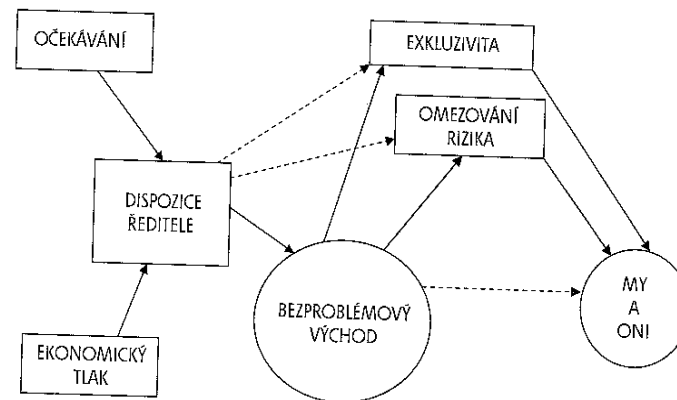 OČEKÁVÁNÍ
EXKLUZIVITA
OMEZOVÁNÍ
RIZIKA
DISPOZICE
ŘEDITELE
BEZPROBLÉMOVÝ
VÝCHOD
MY
A
ONI
EKONOMICKÝ
TLAK